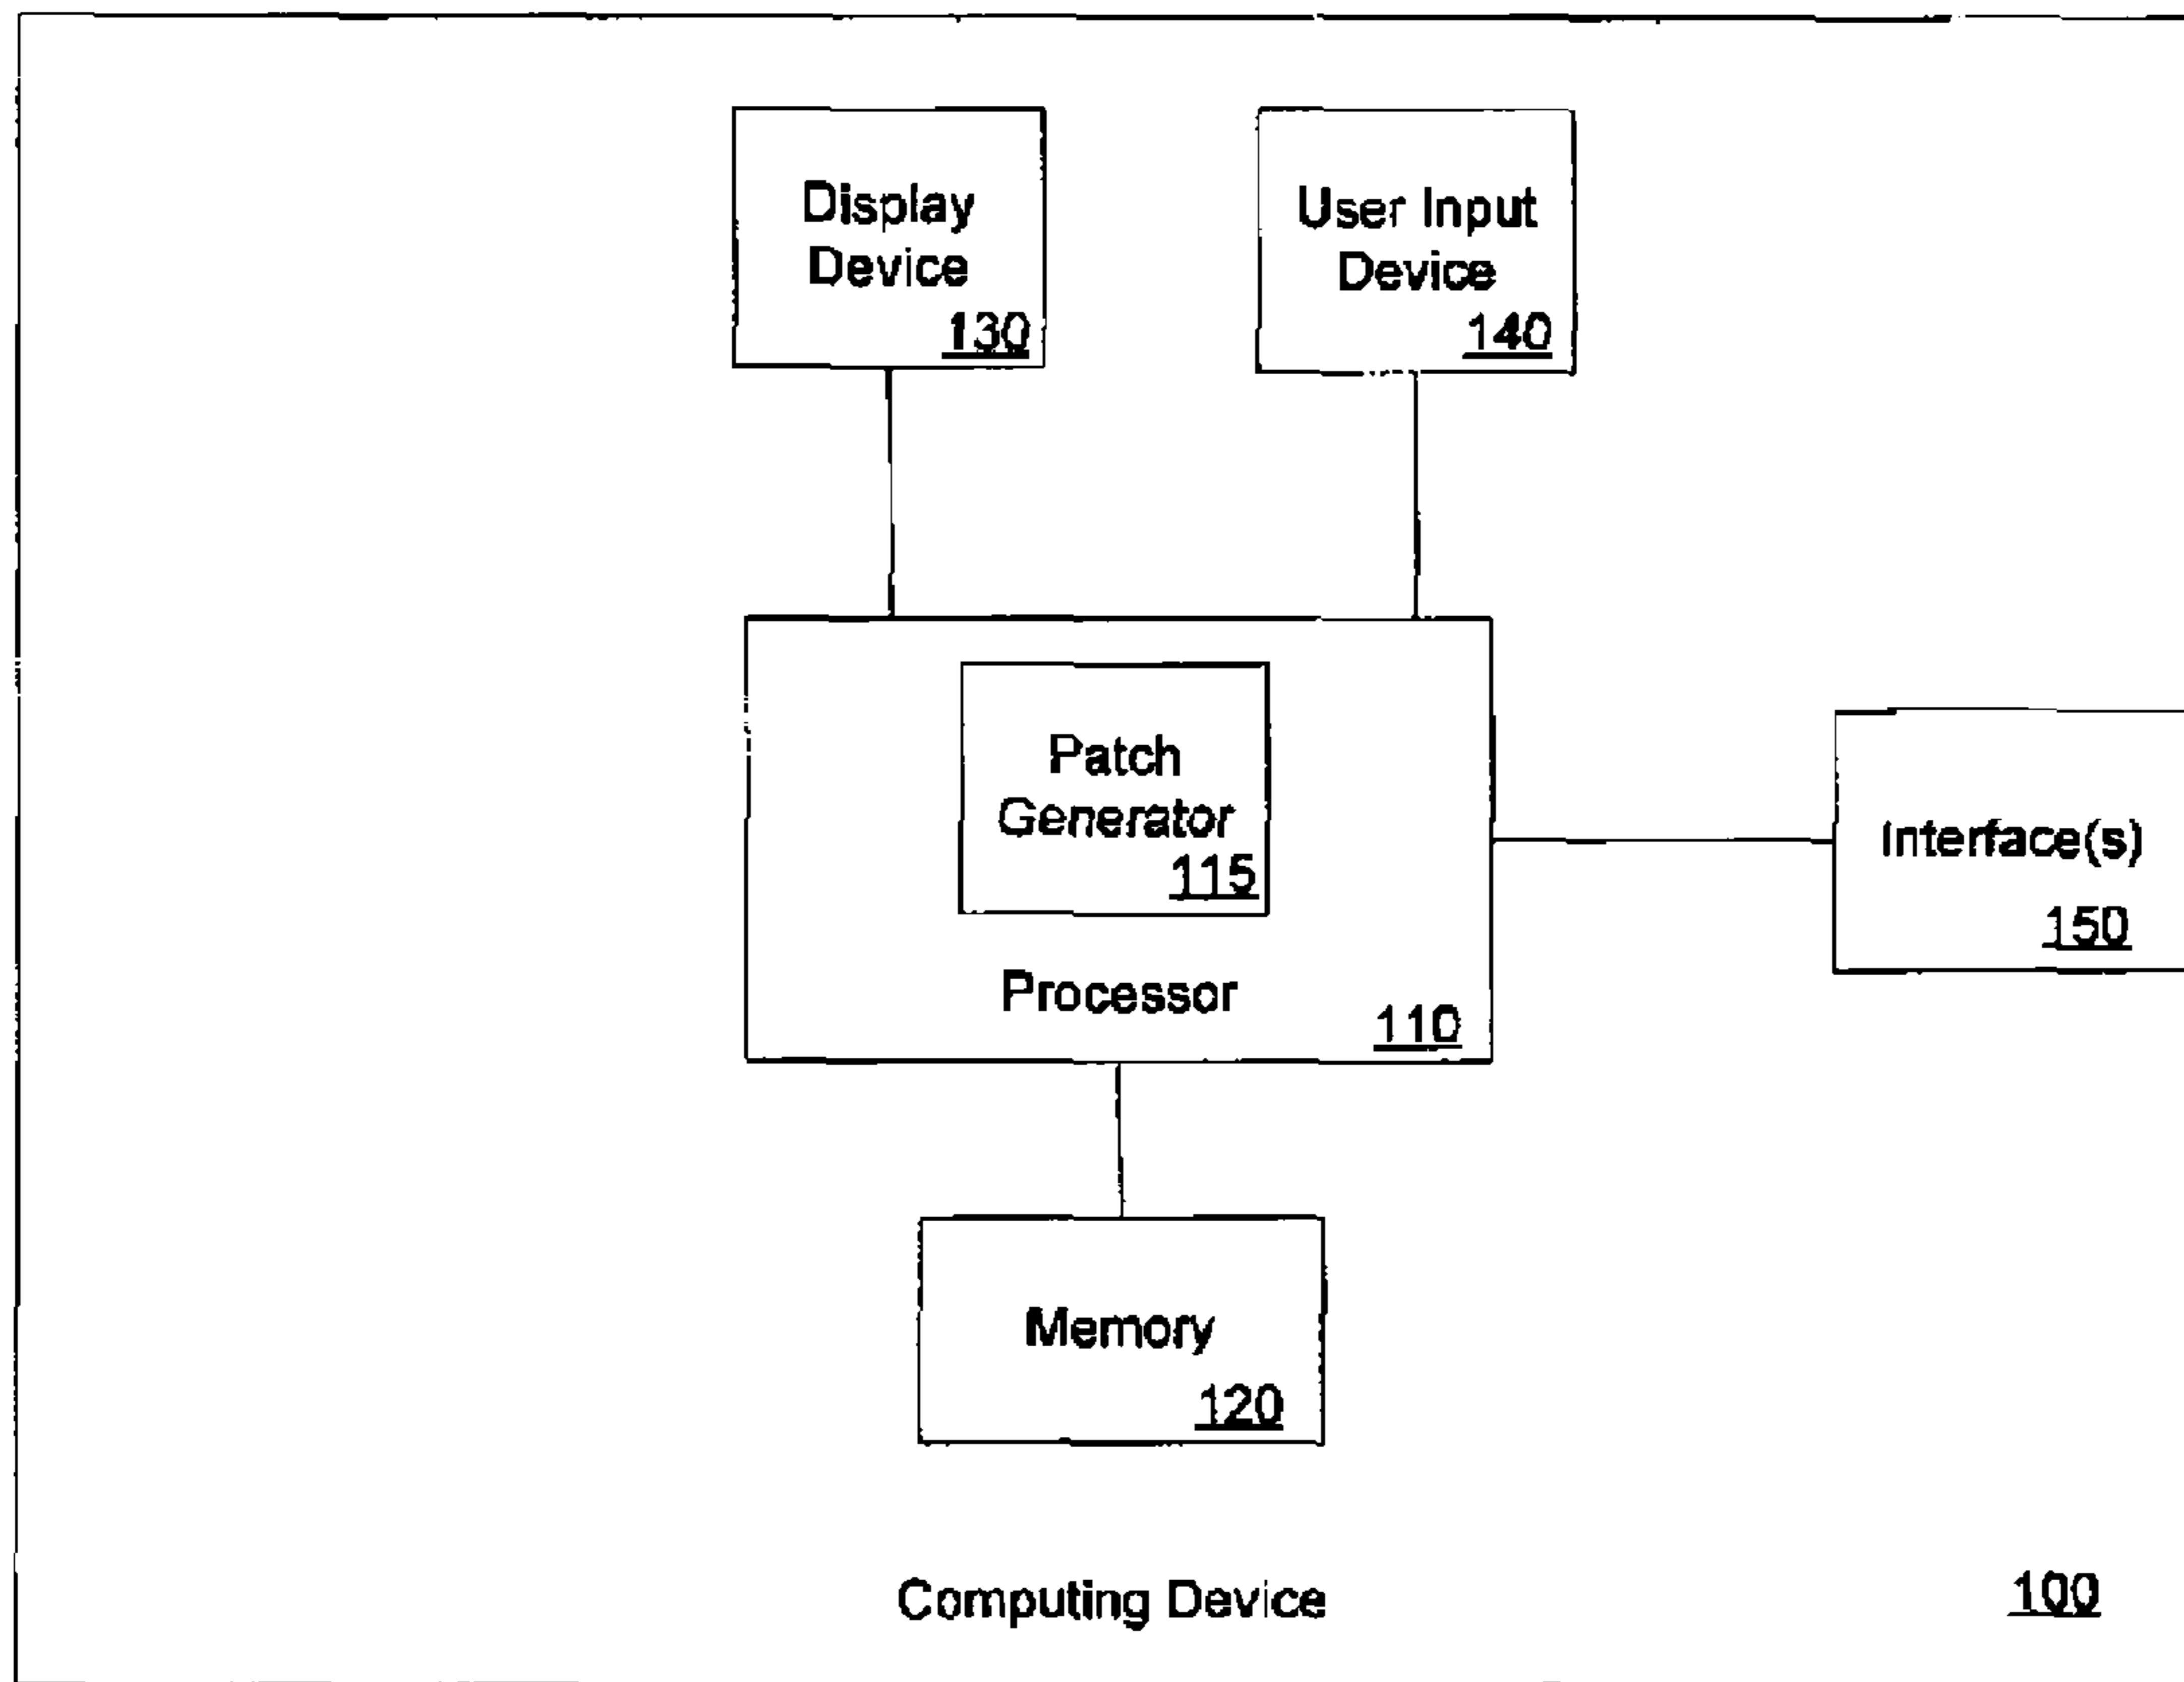 Display
Device
130
User Input
Device
140
Patch
Generator
115
Processor
110
Interface(s)
150
Memory
120
Computing Device
100